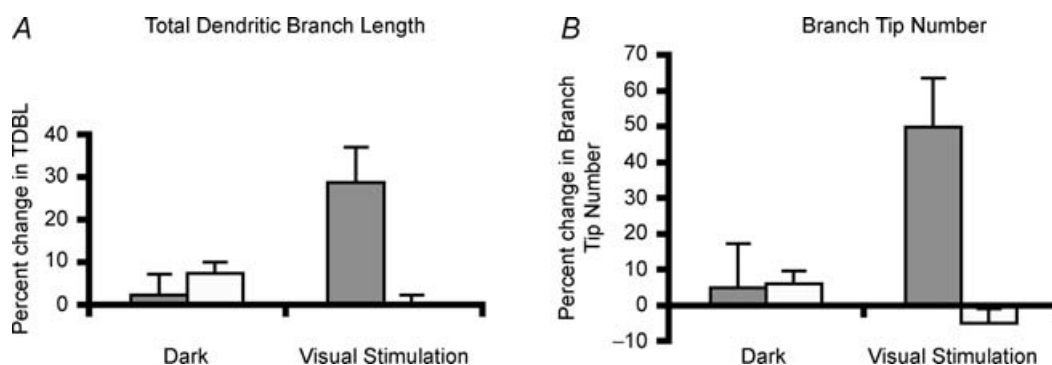 A
Total Dendritic Branch Length
Percent change in TDBL
40
30
20
10
0
Dark
Visual Stimulation
B
Branch Tip Number
Percent change in Branch
Tip Number
70
60
50
40
30
20
10
0
–10
Dark
Visual Stimulation